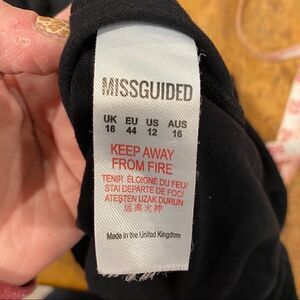 MISSGUIDED
UK EU US AUS
16 44 12 16
KEEP AWAY
FROM FIRE
TENIR ÉLOIGNÉ DU FEU/
STAI DEPARTE DE FOC/
ATEŞTEN UZAK DURUN
远离火种
Made in the United Kingdom